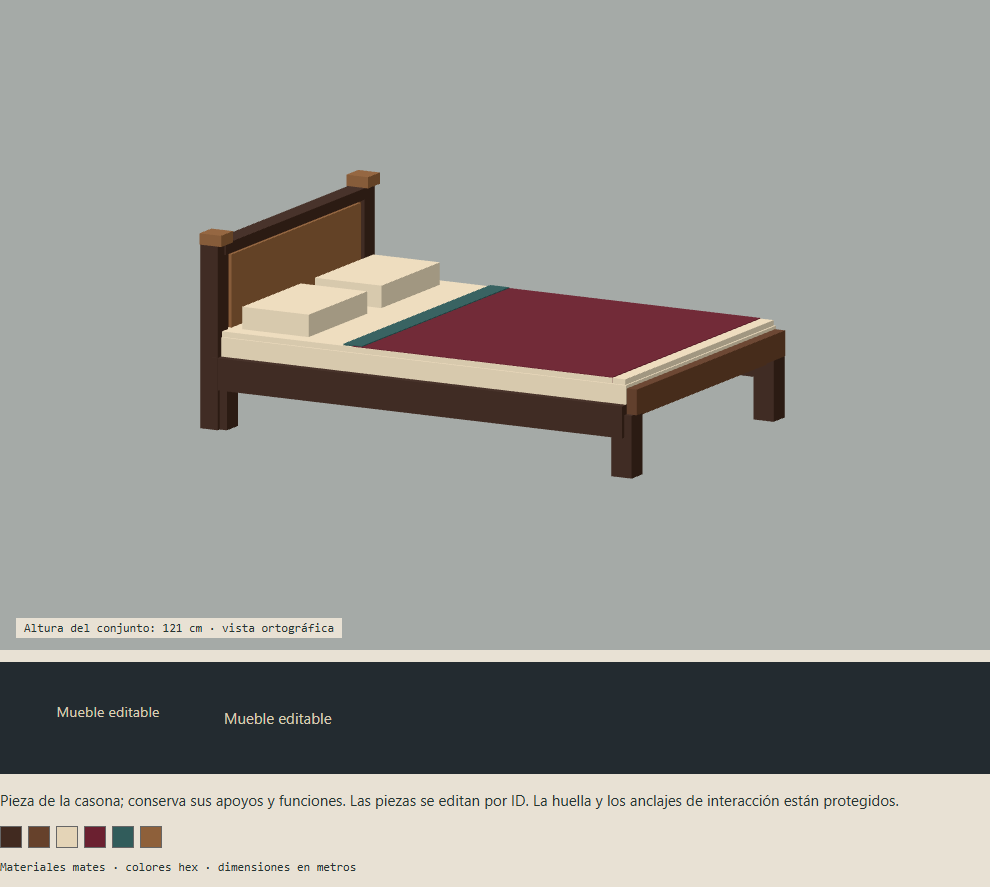 Altura del conjunto: 121 cm · vista ortográfica
Mueble editable
Mueble editable
Pieza de la casona; conserva sus apoyos y funciones. Las piezas se editan por ID. La huella y los anclajes de interacción están protegidos.
Materiales mates · colores hex · dimensiones en metros